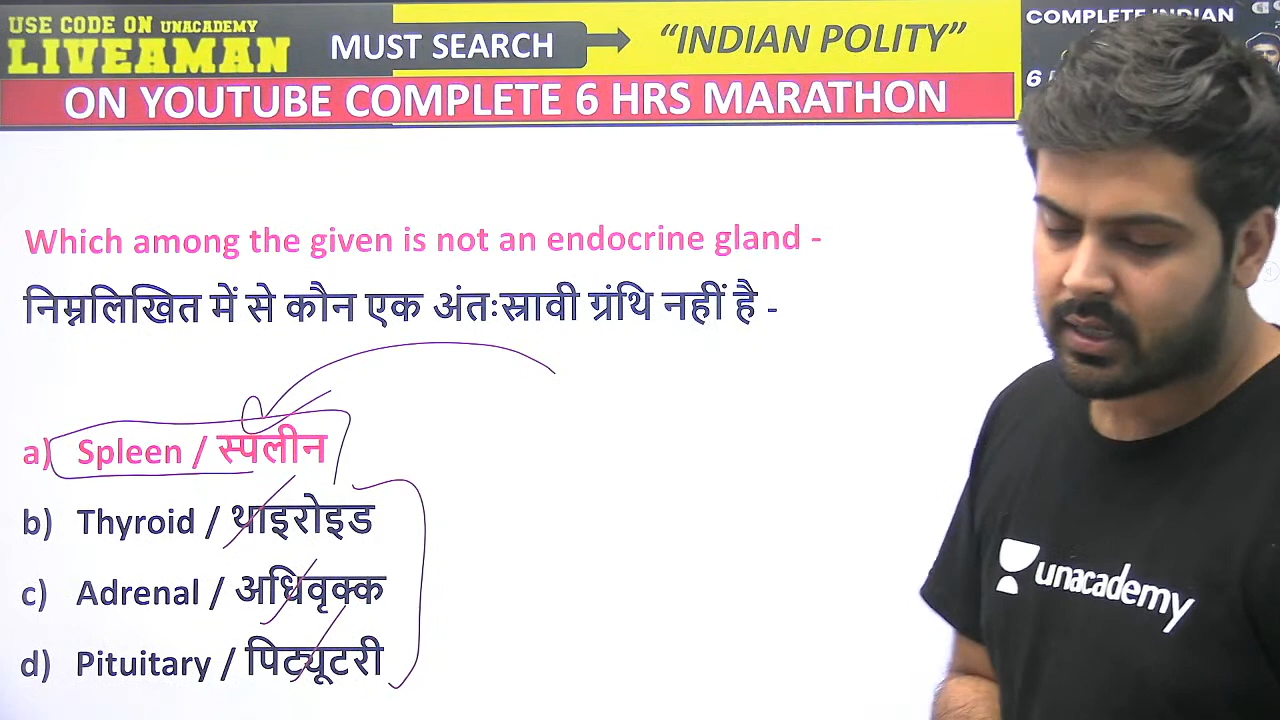 USE CODE ON UNACADEMY
LIVEAMAN
MUST SEARCH
“INDIAN POLITY”
ON YOUTUBE COMPLETE 6 HRS MARATHON
COMPLETE INDIAN
6
Which among the given is not an endocrine gland -
निम्नलिखित में से कौन एक अंतःस्रावी ग्रंथि नहीं है -
a) Spleen / स्पलीन
b) Thyroid / थाइरोइड
c) Adrenal / अधिवृक्क
d) Pituitary / पिट्यूटरी
unacademy